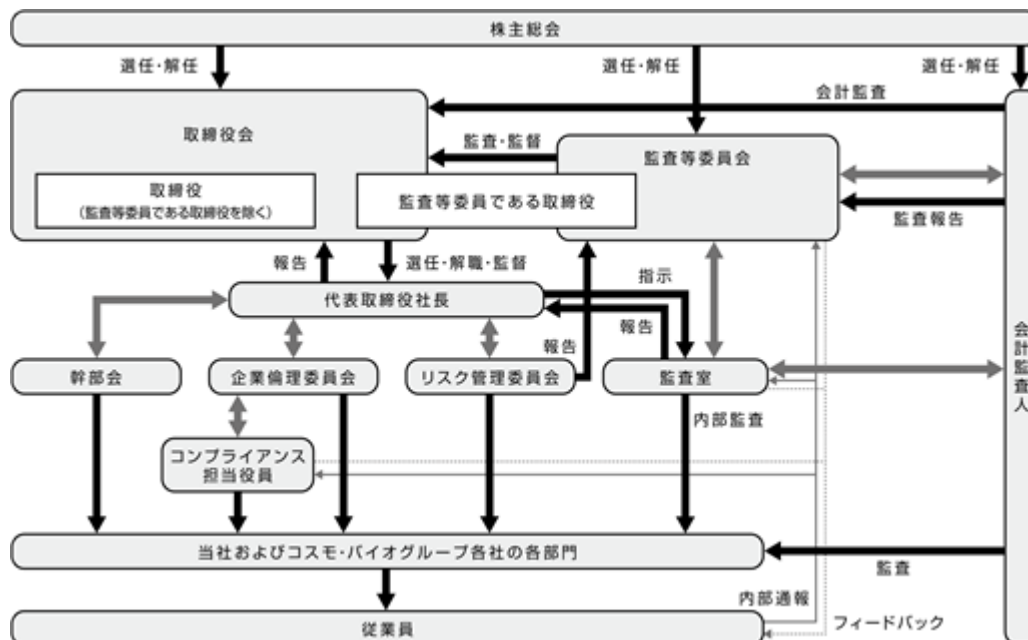 株主総会
選任・解任
選任・解任
選任・解任
会計監査
取締役会
監査・監督
監査等委員会
取締役
(監査等委員である取締役を除く)
監査等委員である取締役
監査報告
報告
選任・解職・監督
指示
代表取締役社長
報告
報告
会計監査人
幹部会
企業倫理委員会
リスク管理委員会
監査室
内部監査
コンプライアンス
担当役員
当社およびコスモ・バイオグループ各社の各部門
監査
内部通報
従業員
フィードバック